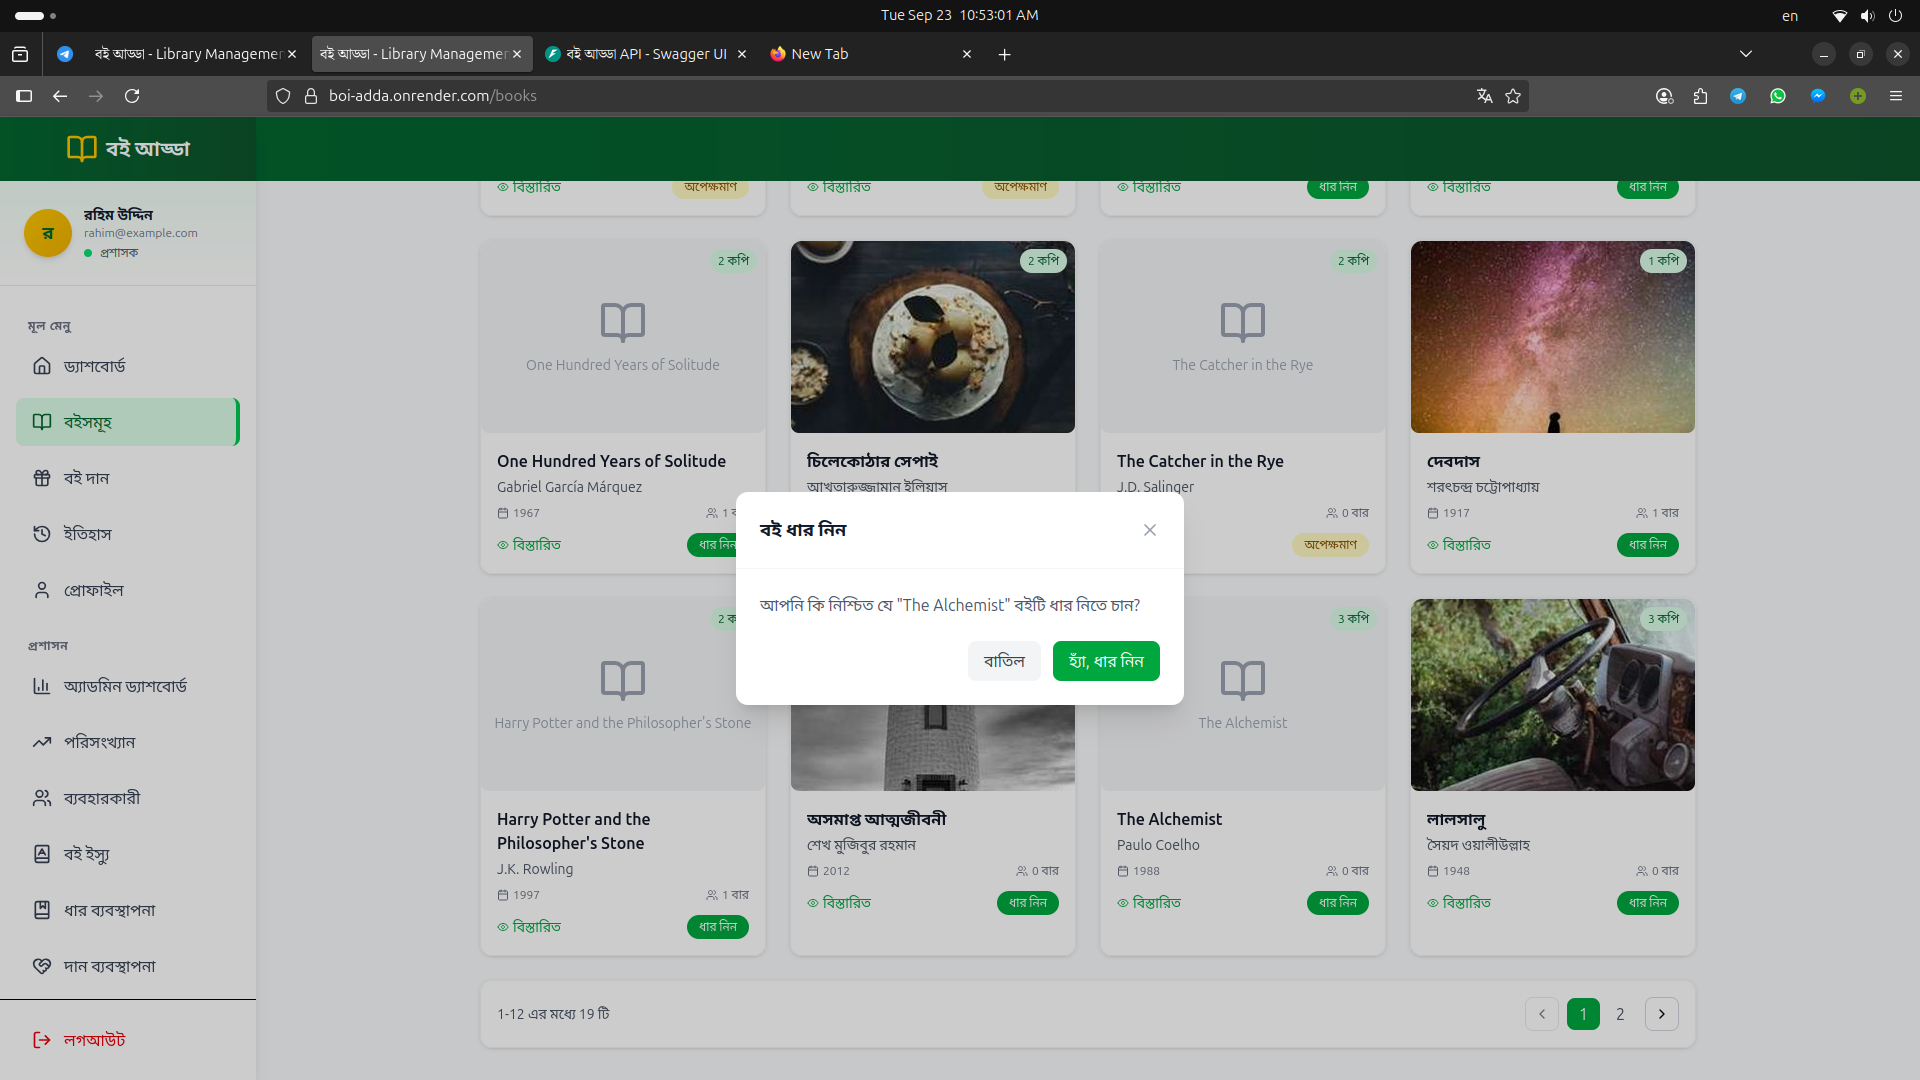 Tue Sep 23 10:53:01 AM
en
বই আড্ডা - Library Managemen
বই আড্ডা - Library Managemen
বই আড্ডা API - Swagger UI
New Tab
boi-adda.onrender.com/books
বই আড্ডা
র
রহিম উদ্দিন
rahim@example.com
প্রশাসক
মূল মেনু
ড্যাশবোর্ড
বইসমূহ
বই দান
ইতিহাস
প্রোফাইল
প্রশাসন
অ্যাডমিন ড্যাশবোর্ড
পরিসংখ্যান
ব্যবহারকারী
বই ইস্যু
ধার ব্যবস্থাপনা
দান ব্যবস্থাপনা
লগআউট
বিস্তারিত অপেক্ষমাণ
বিস্তারিত অপেক্ষমাণ
বিস্তারিত ধার নিন
বিস্তারিত ধার নিন
2 কপি
One Hundred Years of Solitude
One Hundred Years of Solitude
Gabriel García Márquez
1967 1
বিস্তারিত ধার নিন
2 কপি
চিলেকোঠার সেপাই
আখতারুজ্জামান ইলিয়াস
2 কপি
The Catcher in the Rye
The Catcher in the Rye
J.D. Salinger
0 বার
অপেক্ষমাণ
1 কপি
দেবদাস
শরৎচন্দ্র চট্টোপাধ্যায়
1917 1 বার
বিস্তারিত ধার নিন
বই ধার নিন
আপনি কি নিশ্চিত যে "The Alchemist" বইটি ধার নিতে চান?
বাতিল হ্যাঁ, ধার নিন
2
Harry Potter and the Philosopher's Stone
Harry Potter and the
Philosopher's Stone
J.K. Rowling
1997 1 বার
বিস্তারিত ধার নিন
অসমাপ্ত আত্মজীবনী
শেখ মুজিবুর রহমান
2012 0 বার
বিস্তারিত ধার নিন
3 কপি
The Alchemist
The Alchemist
Paulo Coelho
1988 0 বার
বিস্তারিত ধার নিন
3 কপি
লালসালু
সৈয়দ ওয়ালীউল্লাহ
1948 0 বার
বিস্তারিত ধার নিন
1-12 এর মধ্যে 19 টি
1 2